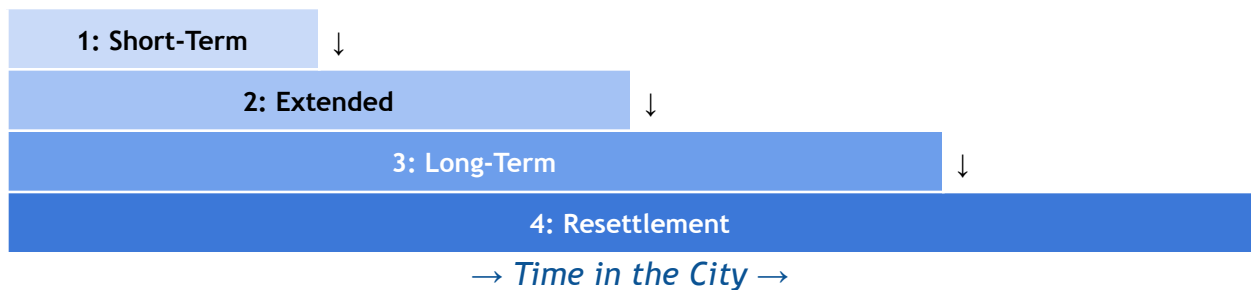 1: Short-Term ↓
2: Extended ↓
3: Long-Term ↓
4: Resettlement
→ Time in the City →